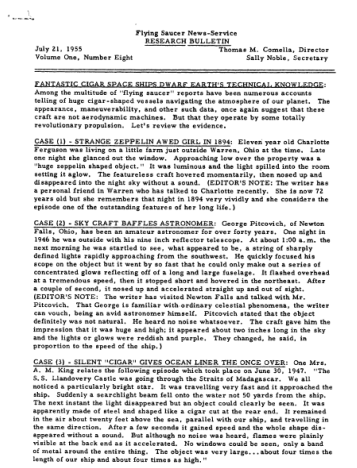 Flying Saucer News-Service
RESEARCH BULLETIN
July 21, 1955 Thomas M. Comella, Director
Volume One, Number Eight Sally Noble, Secretary
FANTASTIC CIGAR SPACE SHIPS DWARF EARTH'S TECHNICAL KNOWLEDGE:
Among the multitude of "flying saucer" reports have been numerous accounts
telling of huge cigar-shaped vessels navigating the atmosphere of our planet. The
appearance, maneuverability, and other such data, once again suggest that these
craft are not aerodynamic machines. But that they operate by some totally
revolutionary propulsion. Let's review the evidence.
CASE (1) - STRANGE ZEPPELIN AWED GIRL IN 1894: Eleven year old Charlotte
Ferguson was living on a little farm just outside Warren, Ohio at the time. Late
one night she glanced out the window. Approaching low over the property was a
"huge zeppelin shaped object." It was luminous and the light spilled into the room
setting it aglow. The featureless craft hovered momentarily, then nosed up and
disappeared into the night sky without a sound. (EDITOR'S NOTE: The writer has
a personal friend in Warren who has talked to Charlotte recently. She is now 72
years old but she remembers that night in 1894 very vividly and she considers the
episode one of the outstanding features of her long life.)
CASE (2) - SKY CRAFT BAFFLES ASTRONOMER: George Pitcovich, of Newton
Falls, Ohio, has been an amateur astronomer for over forty years. One night in
1946 he was outside with his nine inch reflector telescope. At about 1:00 a. m. the
next morning he was startled to see, what appeared to be, a string of sharply
defined lights rapidly approaching from the southwest. He quickly focused his
scope on the object but it went by so fast that he could only make out a series of
concentrated glows reflecting off of a long and large fuselage. It flashed overhead
at a tremendous speed, then it stopped short and hovered in the northeast. After
a couple of second, it nosed up and accelerated straight up and out of sight.
(EDITOR'S NOTE: The writer has visited Newton Falls and talked with Mr.
Pitcovich. That George is familiar with ordinary celestial phenomena, the writer
can vouch, being an avid astronomer himself. Pitcovich stated that the object
definitely was not natural. He heard no noise whatsoever. The craft gave him the
impression that it was huge and high; it appeared about two inches long in the sky
and the lights or glows were reddish and purple. They changed, he said, in
proportion to the speed of the ship.)
CASE (3) - SILENT "CIGAR" GIVES OCEAN LINER THE ONCE OVER: One Mrs.
A. M. King relates the following episode which took place on June 30, 1947. "The
S.S. Llandovery Castle was going through the Straits of Madagascar. We all
noticed a particularly bright star. It was travelling very fast and it approached the
ship. Suddenly a searchlight beam fell onto the water not 50 yards from the ship.
The next instant the light disappeared but an object could clearly be seen. It was
apparently made of steel and shaped like a cigar cut at the rear end. It remained
in the air about twenty feet above the sea, parallel with our ship, and travelling in
the same direction. After a few seconds it gained speed and the whole shape dis-
appeared without a sound. But although no noise was heard, flames were plainly
visible at the back end as it accelerated. No windows could be seen, only a band
of metal around the entire thing. The object was very large...about four times the
length of our ship and about four times as high."